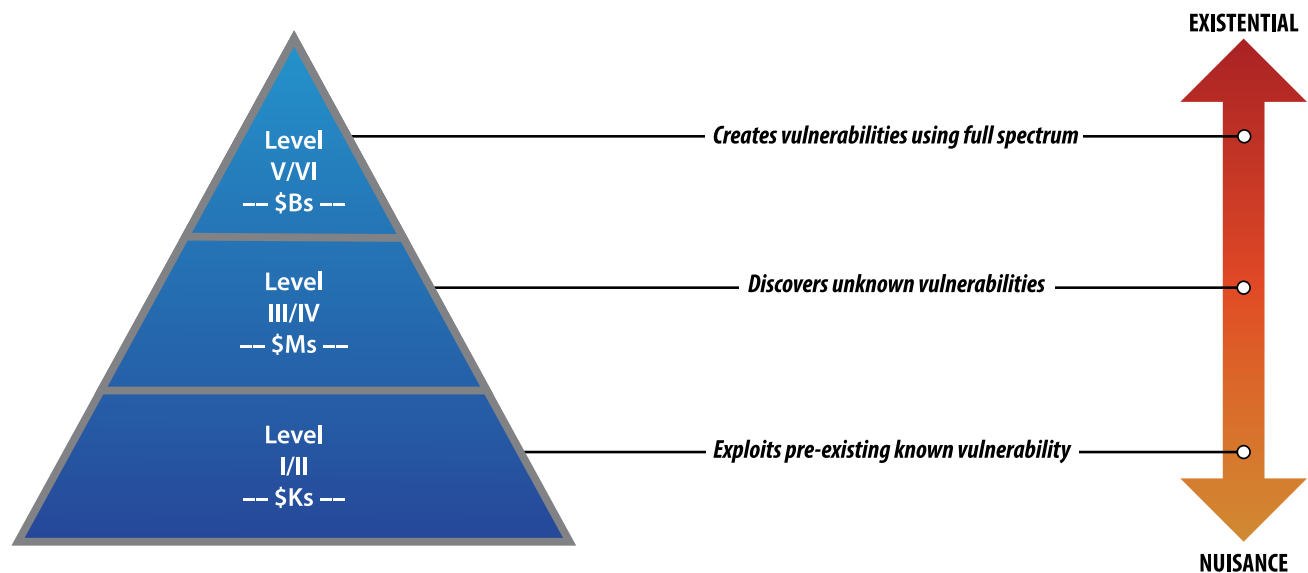 EXISTENTIAL
Level
V/VI
–– $Bs ––
Creates vulnerabilities using full spectrum
Level
III/IV
–– $Ms ––
Discovers unknown vulnerabilities
Level
I/II
–– $Ks ––
Exploits pre-existing known vulnerability
NUISANCE